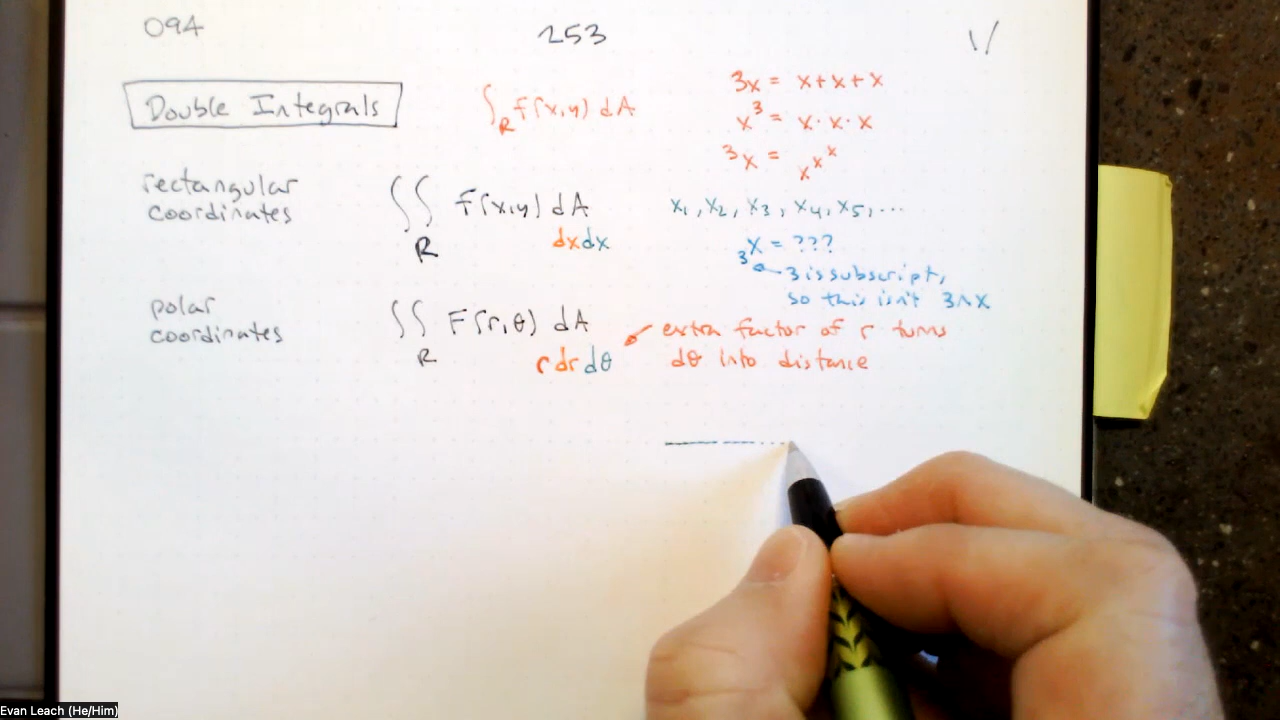 094 253 1/
Double Integrals
∫_R F(x,y) dA
3x = x+x+x
x³ = x·x·x
³x = x^x^x
rectangular coordinates
∬ F(x,y) dA
R
dxdx
x₁, x₂, x₃, x₄, x₅, ...
₃x = ???
3 is subscript,
so this isn't 3∧x
polar coordinates
∬ F(r,θ) dA
R
r dr dθ
extra factor of r turns
dθ into distance
Evan Leach (He/Him)